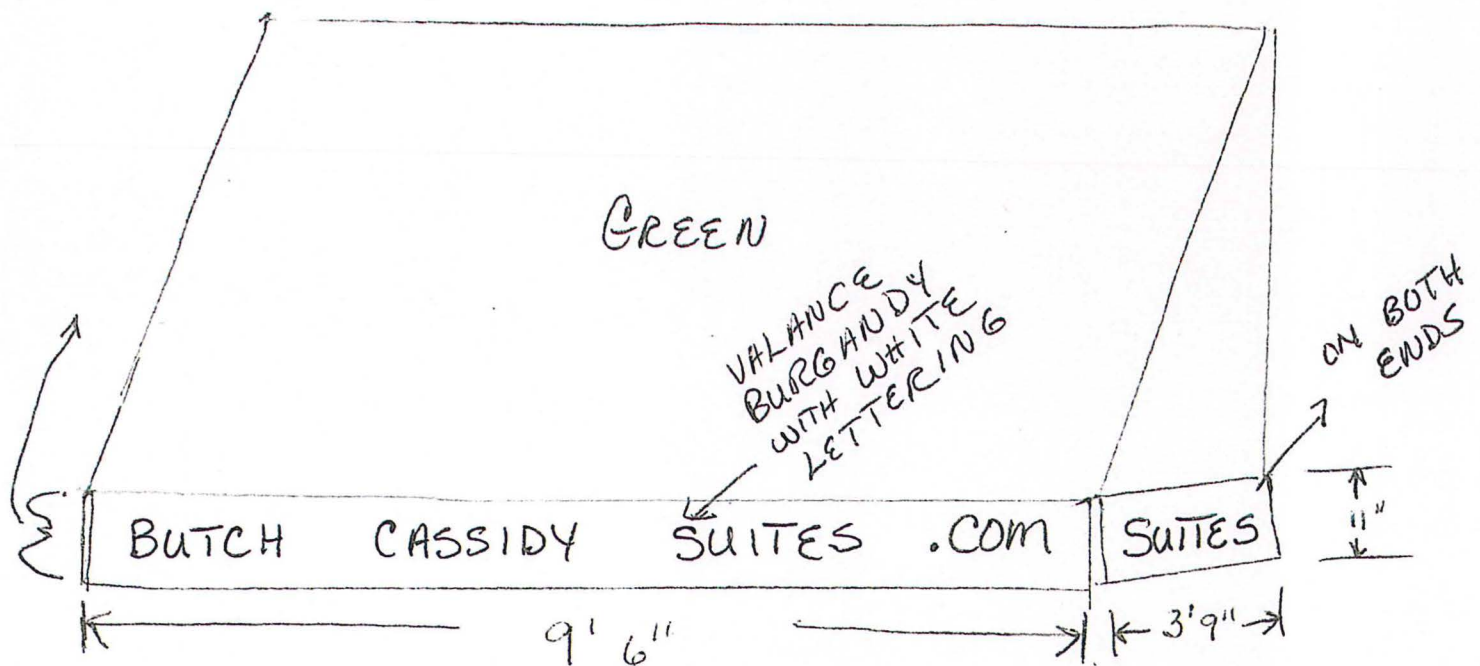 GREEN
VALANCE
BURGANDY
WITH WHITE
LETTERING
ON BOTH
ENDS
BUTCH CASSIDY SUITES .COM
SUITES
11"
9' 6"
3'9"